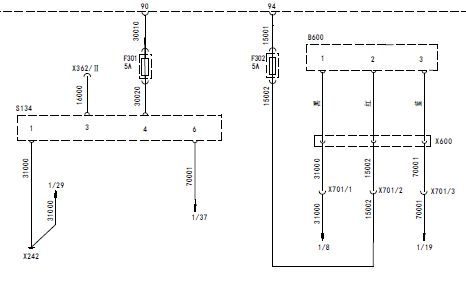 90
94
30010
15001
B600
F301
5A
F302
5A
1
2
3
X362/Ⅱ
16000
30020
15002
红
S134
1
3
4
6
X600
31000
70001
31000
15002
70001
1/29
X701/1
X701/2
X701/3
31000
31000
15002
70001
1/37
1/8
1/19
X242